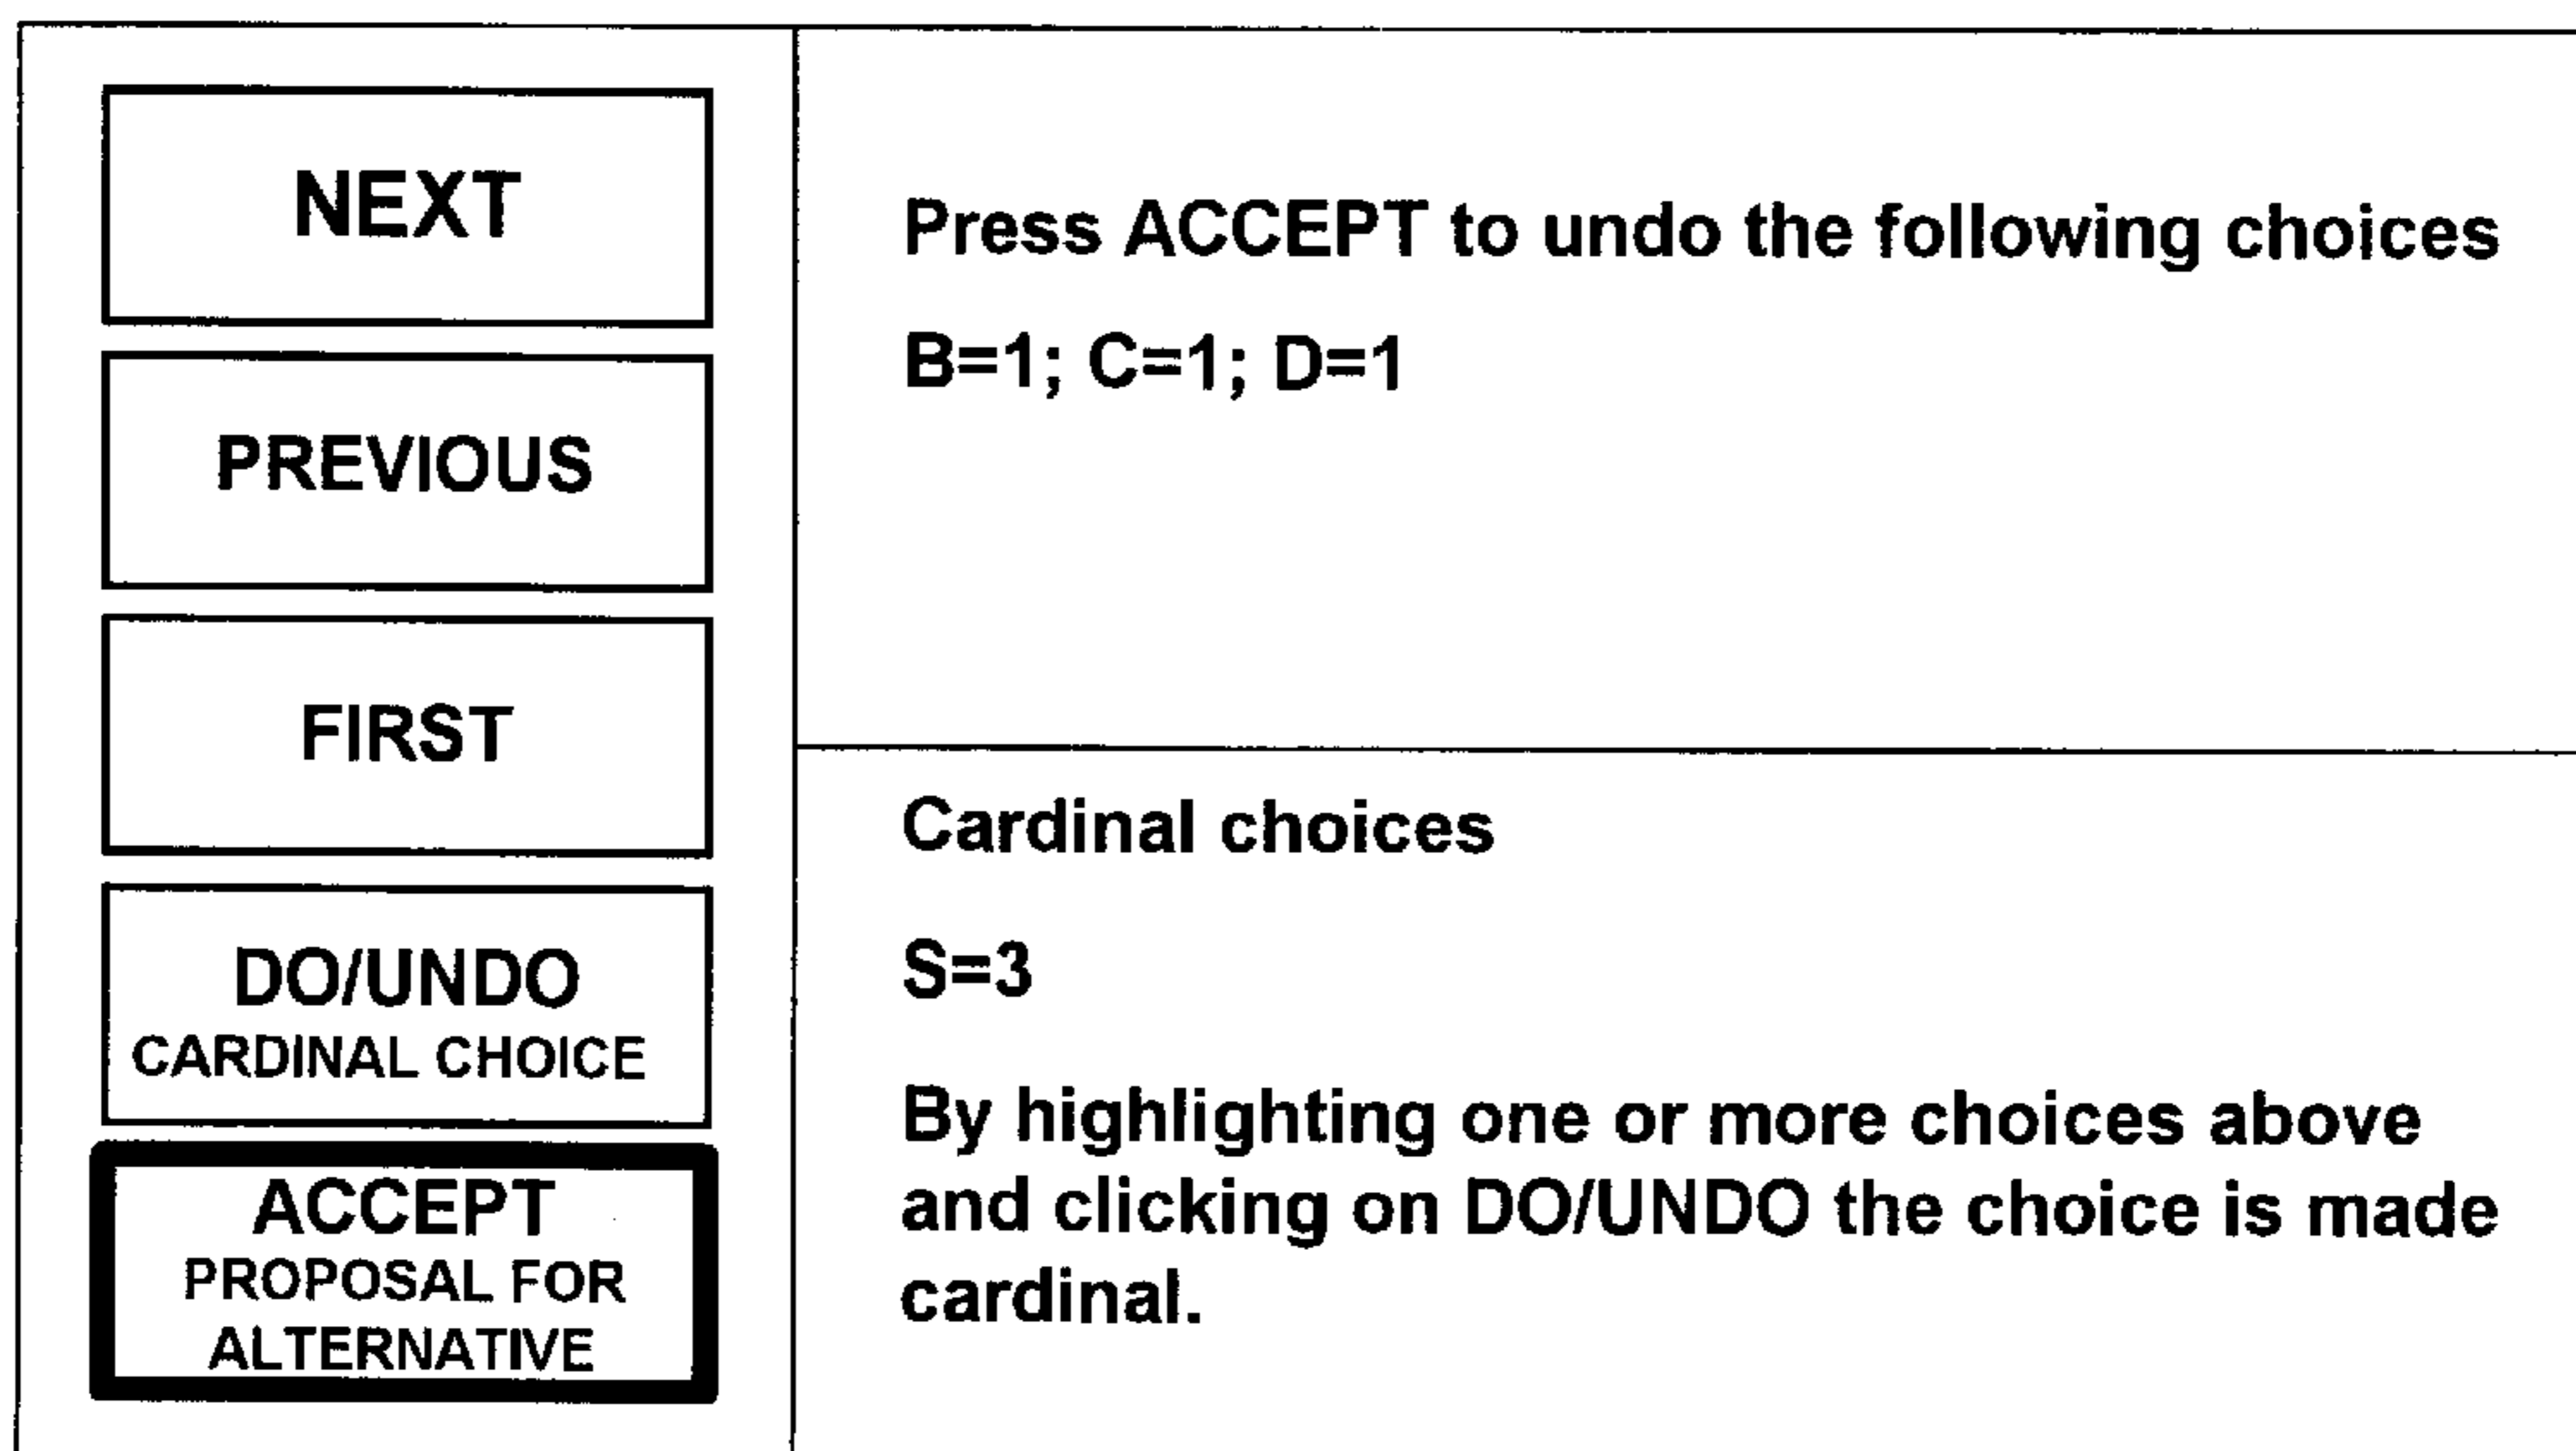 NEXT
PREVIOUS
FIRST
DO/UNDO
CARDINAL CHOICE
ACCEPT
PROPOSAL FOR
ALTERNATIVE
Press ACCEPT to undo the following choices
B=1; C=1; D=1
Cardinal choices
S=3
By highlighting one or more choices above
and clicking on DO/UNDO the choice is made
cardinal.